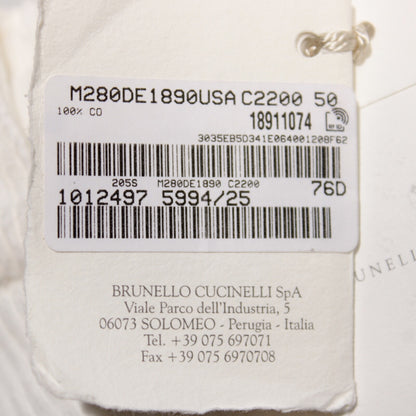 M280DE1890USA C2200 50
100% CO
18911074
3035EB5D341E064001208F62
205S M280DE1890 C2200
76D
1012497 5994/25
BRUNELLO CUCINELLI SpA
Viale Parco dell'Industria, 5
06073 SOLOMEO - Perugia - Italia
Tel. +39 075 697071
Fax +39 075 6970708